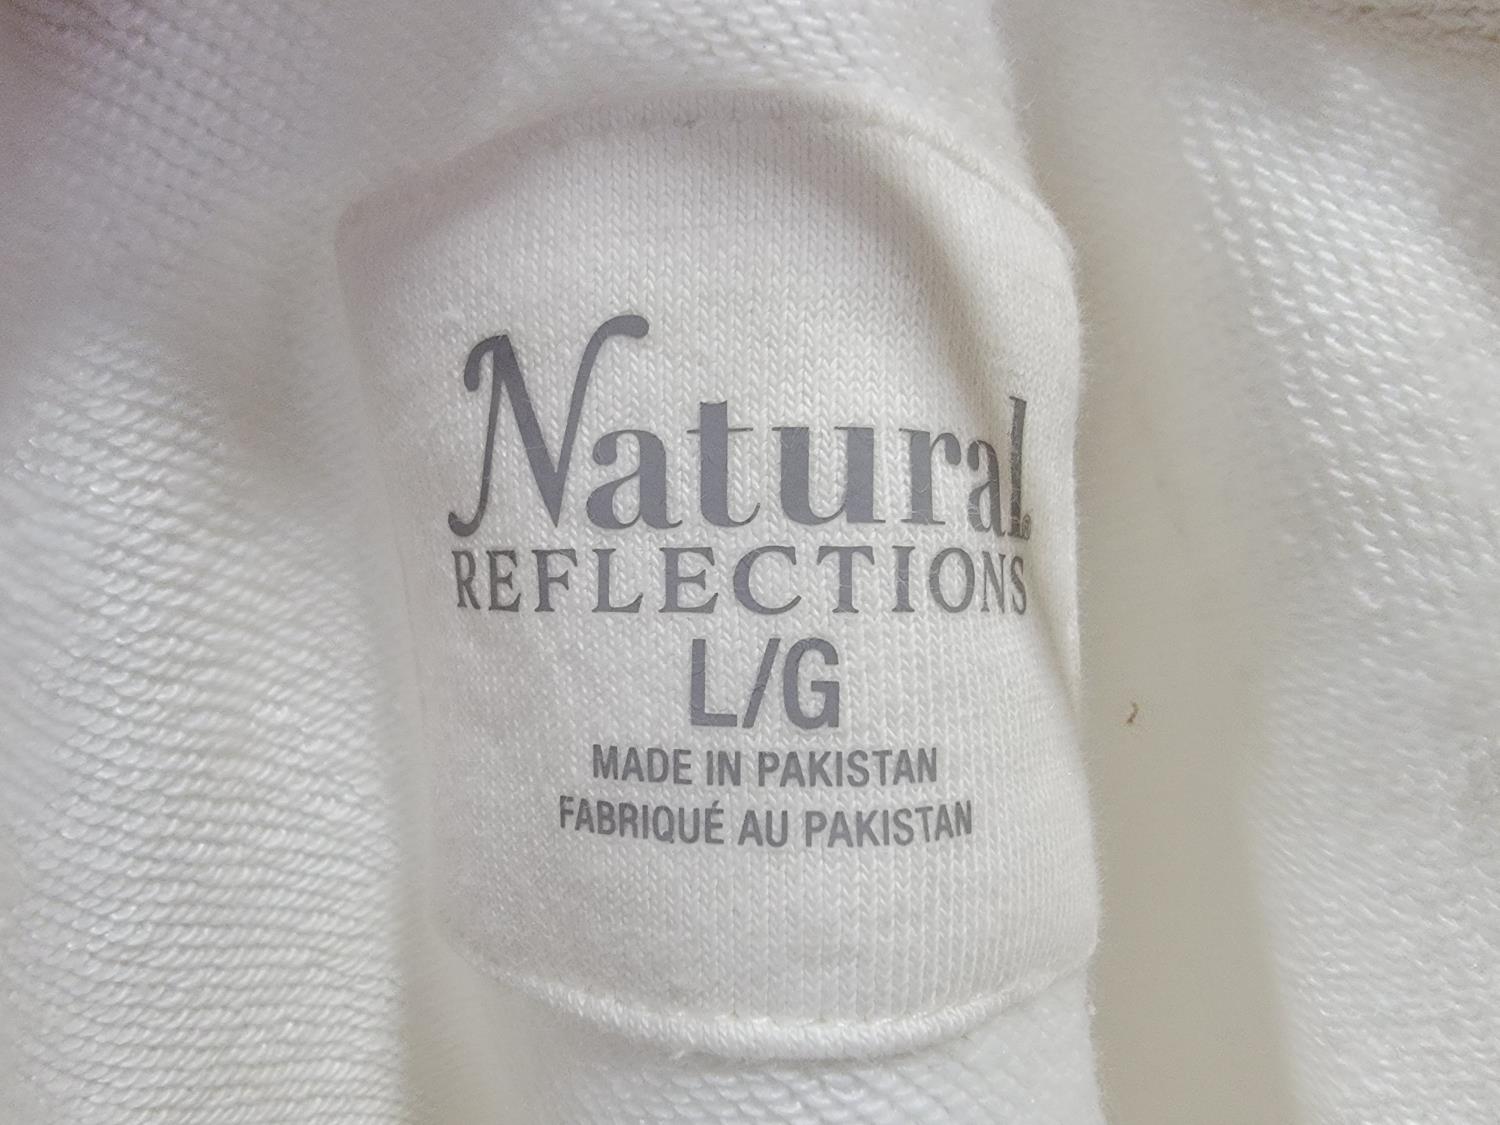 Natural
REFLECTIONS
L/G
MADE IN PAKISTAN
FABRIQUÉ AU PAKISTAN